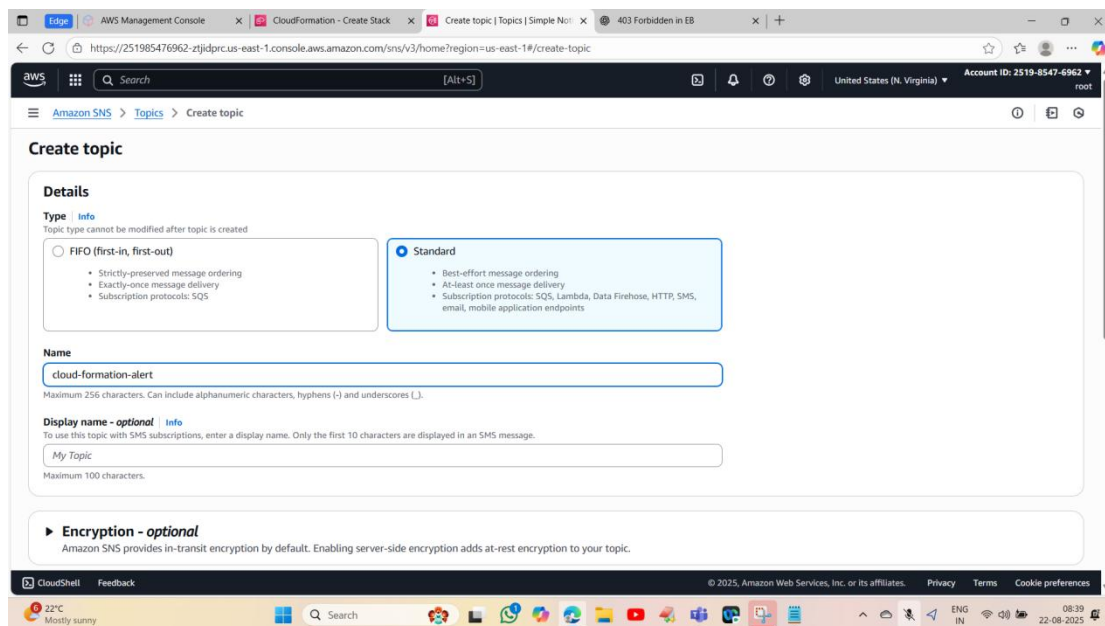 Edge
AWS Management Console
CloudFormation - Create Stack
Create topic | Topics | Simple Not
403 Forbidden in EB
https://251985476962-ztjidprc.us-east-1.console.aws.amazon.com/sns/v3/home?region=us-east-1#/create-topic
aws
Search
[Alt+S]
United States (N. Virginia)
Account ID: 2519-8547-6962
root
Amazon SNS > Topics > Create topic
Create topic
Details
Type Info
Topic type cannot be modified after topic is created
FIFO (first-in, first-out)
• Strictly-preserved message ordering
• Exactly-once message delivery
• Subscription protocols: SQS
Standard
• Best-effort message ordering
• At-least once message delivery
• Subscription protocols: SQS, Lambda, Data Firehose, HTTP, SMS,
email, mobile application endpoints
Name
cloud-formation-alert
Maximum 256 characters. Can include alphanumeric characters, hyphens (-) and underscores (_).
Display name - optional Info
To use this topic with SMS subscriptions, enter a display name. Only the first 10 characters are displayed in an SMS message.
My Topic
Maximum 100 characters.
Encryption - optional
Amazon SNS provides in-transit encryption by default. Enabling server-side encryption adds at-rest encryption to your topic.
CloudShell Feedback
© 2025, Amazon Web Services, Inc. or its affiliates. Privacy Terms Cookie preferences
6
22°C
Mostly sunny
Search
ENG
IN
08:39
22-08-2025